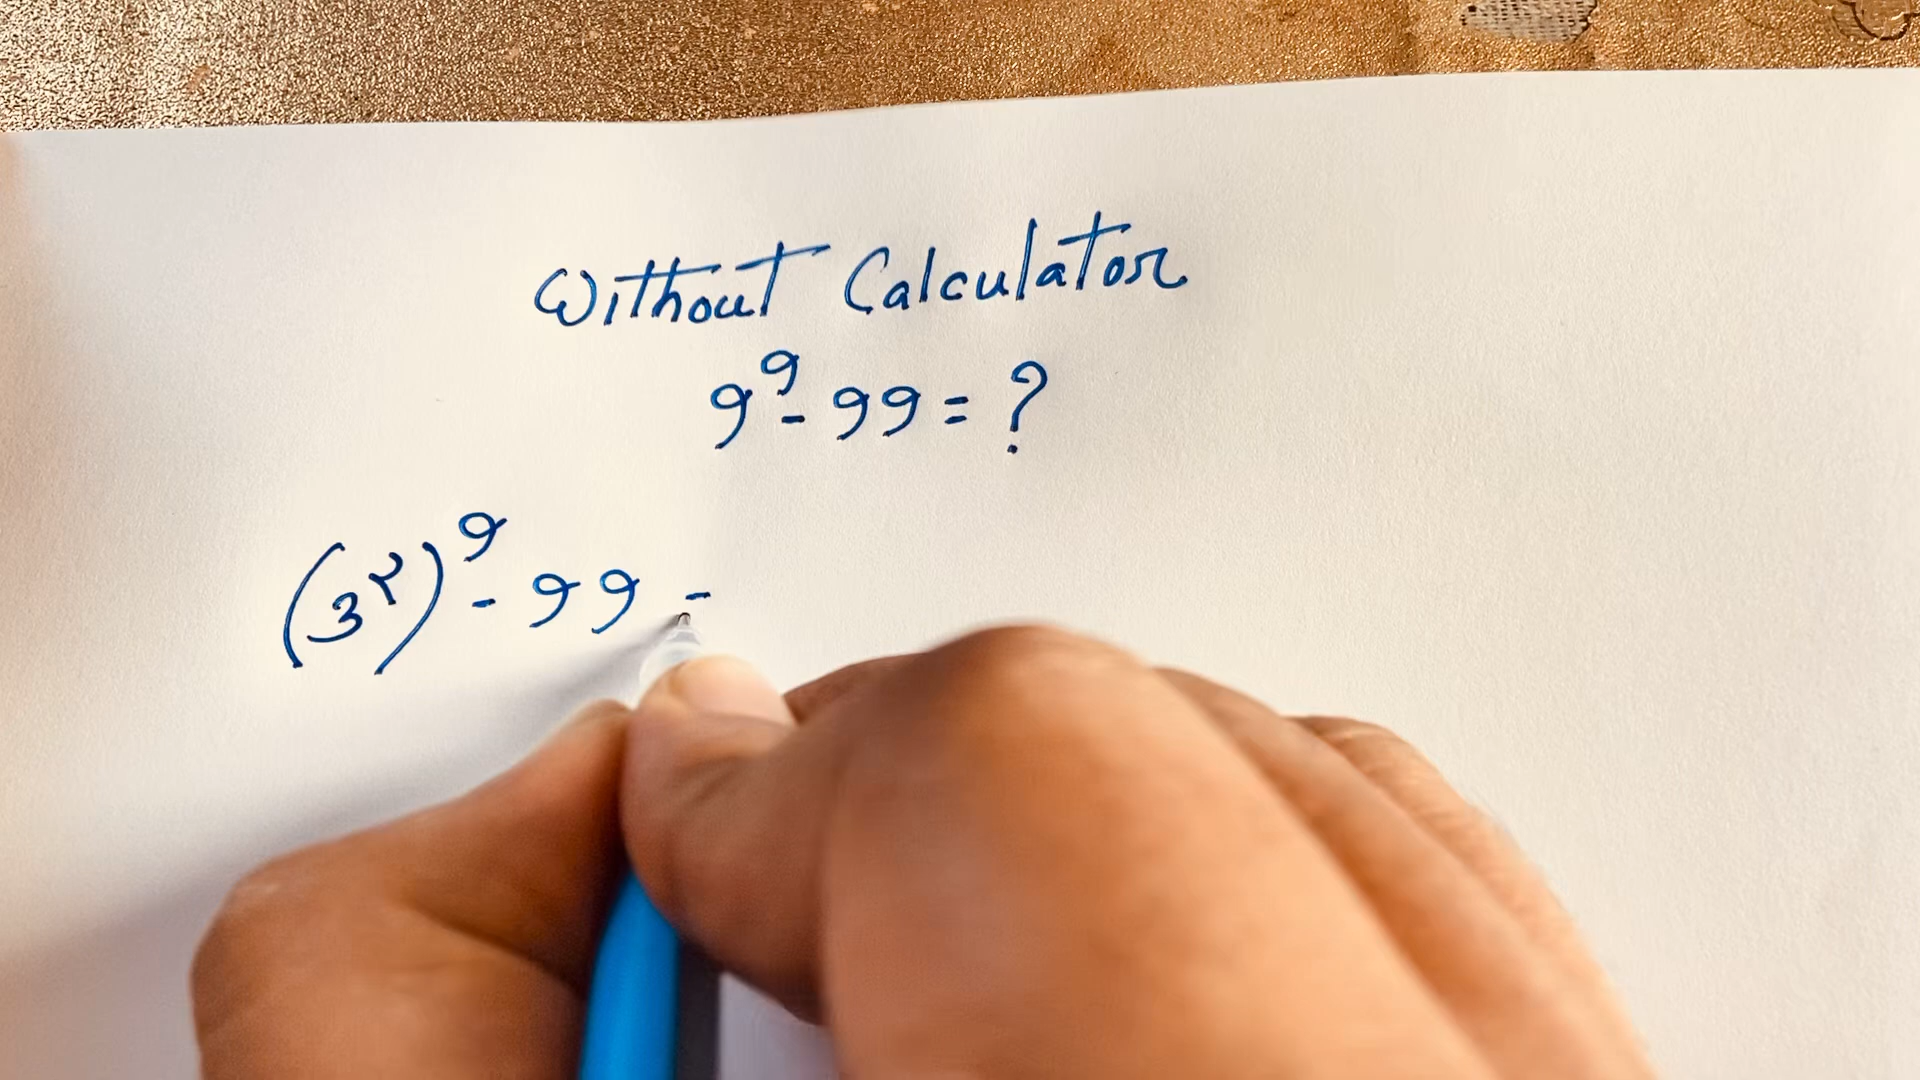 Without Calculator
9⁹ - 99 = ?
(3²)⁹ - 99 -